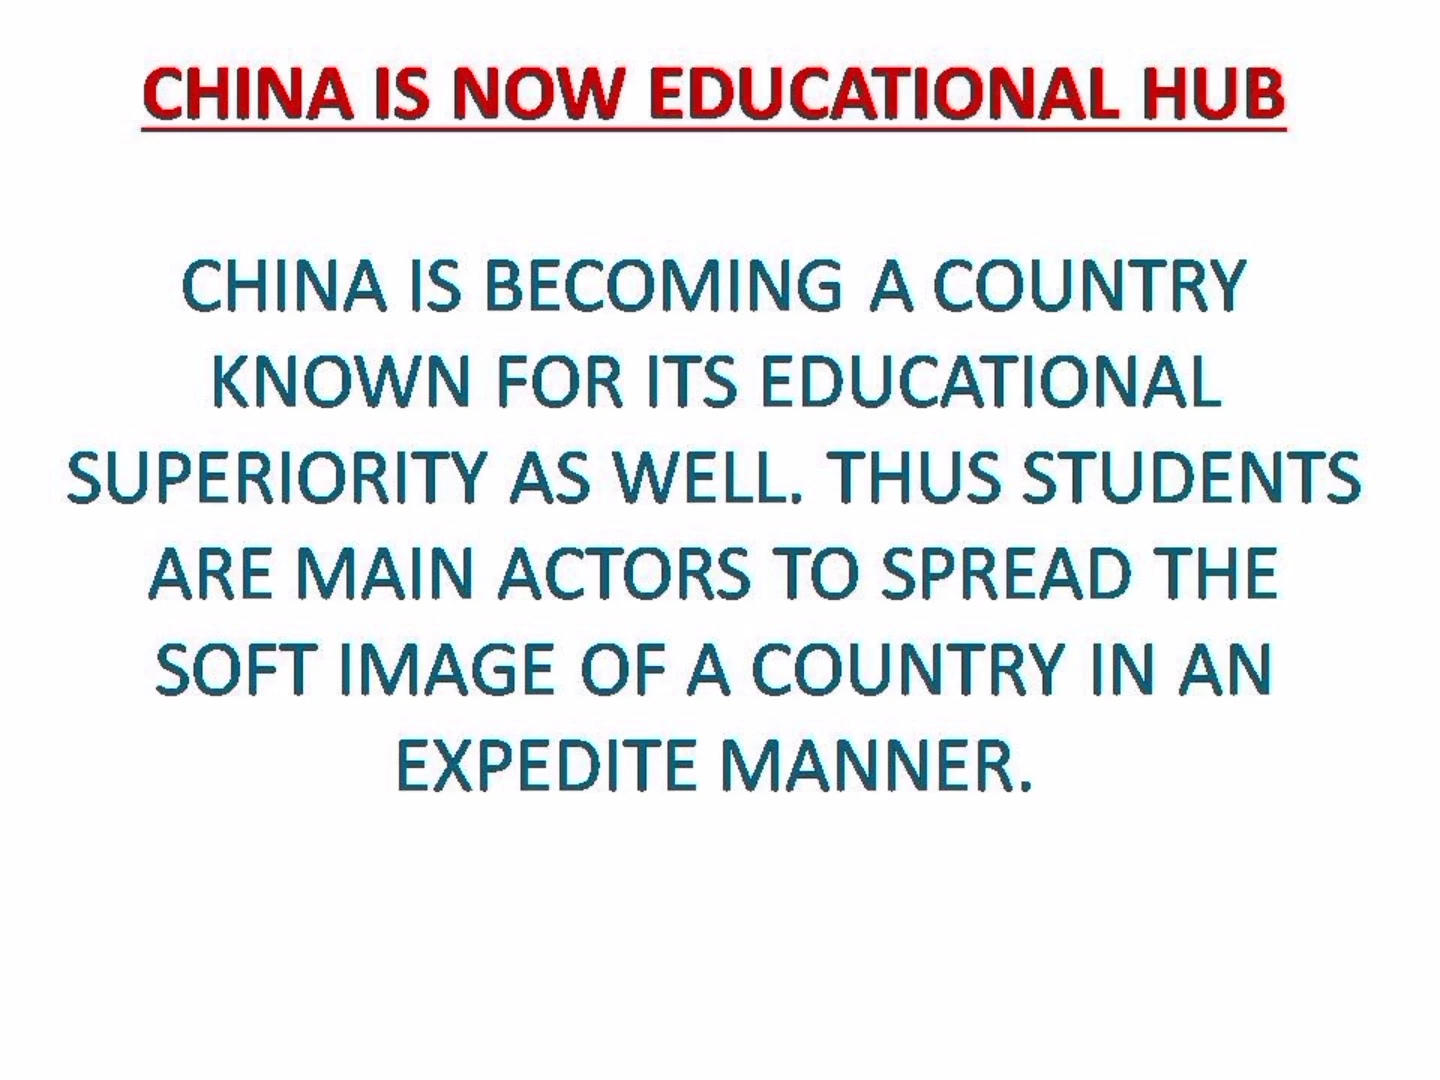 CHINA IS NOW EDUCATIONAL HUB
CHINA IS BECOMING A COUNTRY
KNOWN FOR ITS EDUCATIONAL
SUPERIORITY AS WELL. THUS STUDENTS
ARE MAIN ACTORS TO SPREAD THE
SOFT IMAGE OF A COUNTRY IN AN
EXPEDITE MANNER.